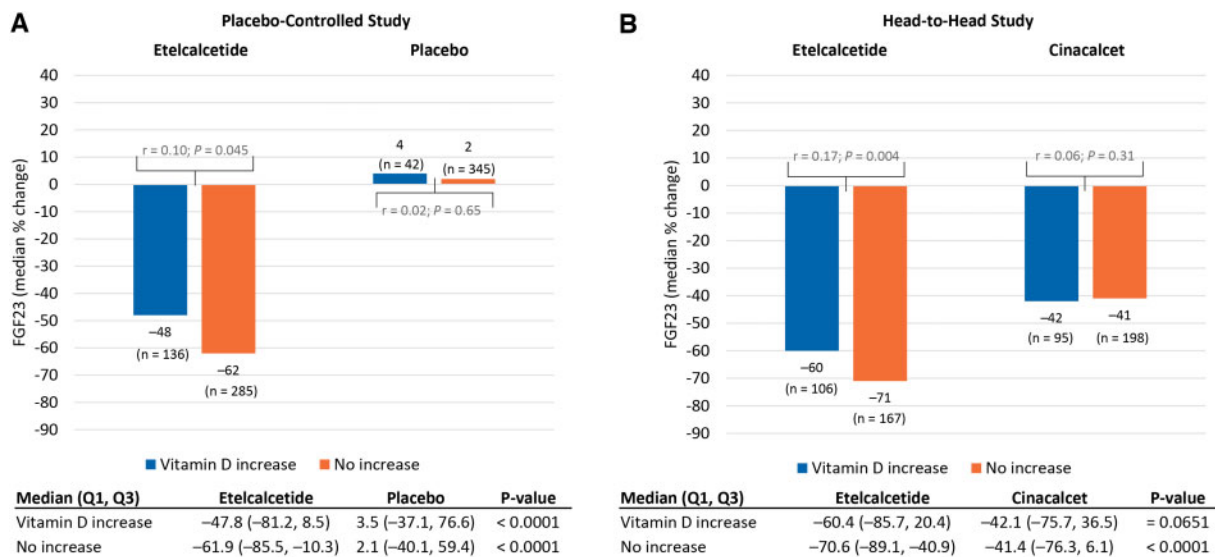 A
Placebo-Controlled Study
Etelcalcetide Placebo
FGF23 (median % change)
40
30
20
10
0
-10
-20
-30
-40
-50
-60
-70
-80
-90
r = 0.10; P = 0.045
–48
(n = 136)
–62
(n = 285)
4
(n = 42)
2
(n = 345)
r = 0.02; P = 0.65
Vitamin D increase No increase
Median (Q1, Q3) Etelcalcetide Placebo P-value
Vitamin D increase –47.8 (–81.2, 8.5) 3.5 (–37.1, 76.6) < 0.0001
No increase –61.9 (–85.5, –10.3) 2.1 (–40.1, 59.4) < 0.0001
B
Head-to-Head Study
Etelcalcetide Cinacalcet
FGF23 (median % change)
40
30
20
10
0
-10
-20
-30
-40
-50
-60
-70
-80
-90
r = 0.17; P = 0.004
–60
(n = 106)
–71
(n = 167)
r = 0.06; P = 0.31
–42
(n = 95)
–41
(n = 198)
Vitamin D increase No increase
Median (Q1, Q3) Etelcalcetide Cinacalcet P-value
Vitamin D increase –60.4 (–85.7, 20.4) –42.1 (–75.7, 36.5) = 0.0651
No increase –70.6 (–89.1, –40.9) –41.4 (–76.3, 6.1) < 0.0001